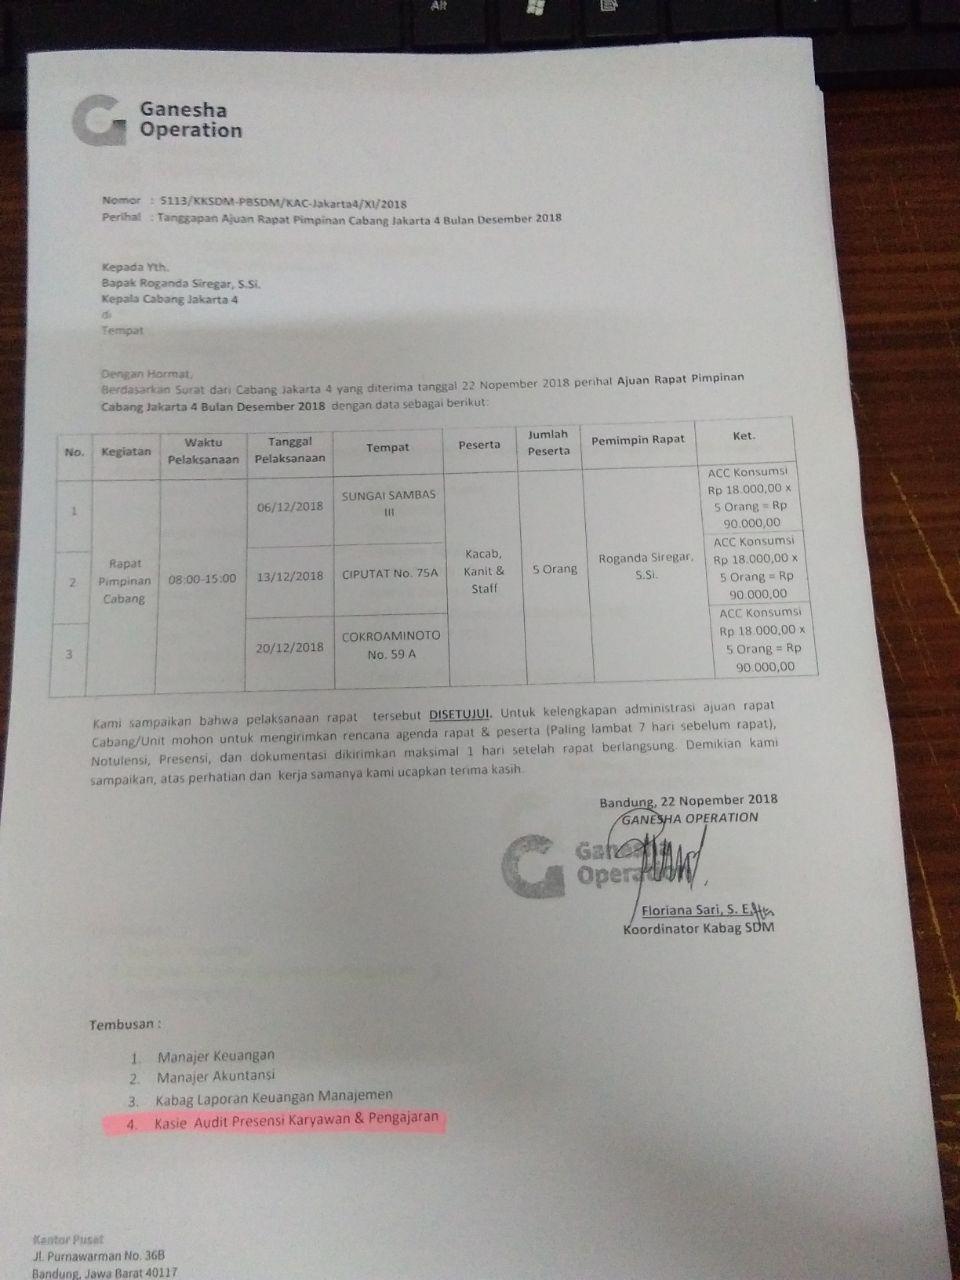 Alt
Ganesha
Operation
Nomor : 5113/KKSDM-PBSDM/KAC-Jakarta4/XI/2018
Perihal : Tanggapan Ajuan Rapat Pimpinan Cabang Jakarta 4 Bulan Desember 2018
Kepada Yth.
Bapak Roganda Siregar, S.Si.
Kepala Cabang Jakarta 4
di
Tempat
Dengan Hormat,
Berdasarkan Surat dari Cabang Jakarta 4 yang diterima tanggal 22 Nopember 2018 perihal Ajuan Rapat Pimpinan
Cabang Jakarta 4 Bulan Desember 2018 dengan data sebagai berikut:
No. Kegiatan Waktu Pelaksanaan Tanggal Pelaksanaan Tempat Peserta Jumlah Peserta Pemimpin Rapat Ket.
1 06/12/2018 SUNGAI SAMBAS III ACC Konsumsi Rp 18.000,00 x 5 Orang = Rp 90.000,00
2 Rapat Pimpinan Cabang 08:00-15:00 13/12/2018 CIPUTAT No. 75A Kacab, Kanit & Staff 5 Orang Roganda Siregar, S.Si. ACC Konsumsi Rp 18.000,00 x 5 Orang = Rp 90.000,00
3 20/12/2018 COKROAMINOTO No. 59 A ACC Konsumsi Rp 18.000,00 x 5 Orang = Rp 90.000,00
Kami sampaikan bahwa pelaksanaan rapat tersebut DISETUJUI. Untuk kelengkapan administrasi ajuan rapat
Cabang/Unit mohon untuk mengirimkan rencana agenda rapat & peserta (Paling lambat 7 hari sebelum rapat),
Notulensi, Presensi, dan dokumentasi dikirimkan maksimal 1 hari setelah rapat berlangsung. Demikian kami
sampaikan, atas perhatian dan kerja samanya kami ucapkan terima kasih.
Bandung, 22 Nopember 2018
GANESHA OPERATION
Ganesha
Operation
Floriana Sari, S. E.
Koordinator Kabag SDM
Tembusan :
1. Manajer Keuangan
2. Manajer Akuntansi
3. Kabag Laporan Keuangan Manajemen
4. Kasie Audit Presensi Karyawan & Pengajaran
Kantor Pusat
Jl. Purnawarman No. 36B
Bandung, Jawa Barat 40117